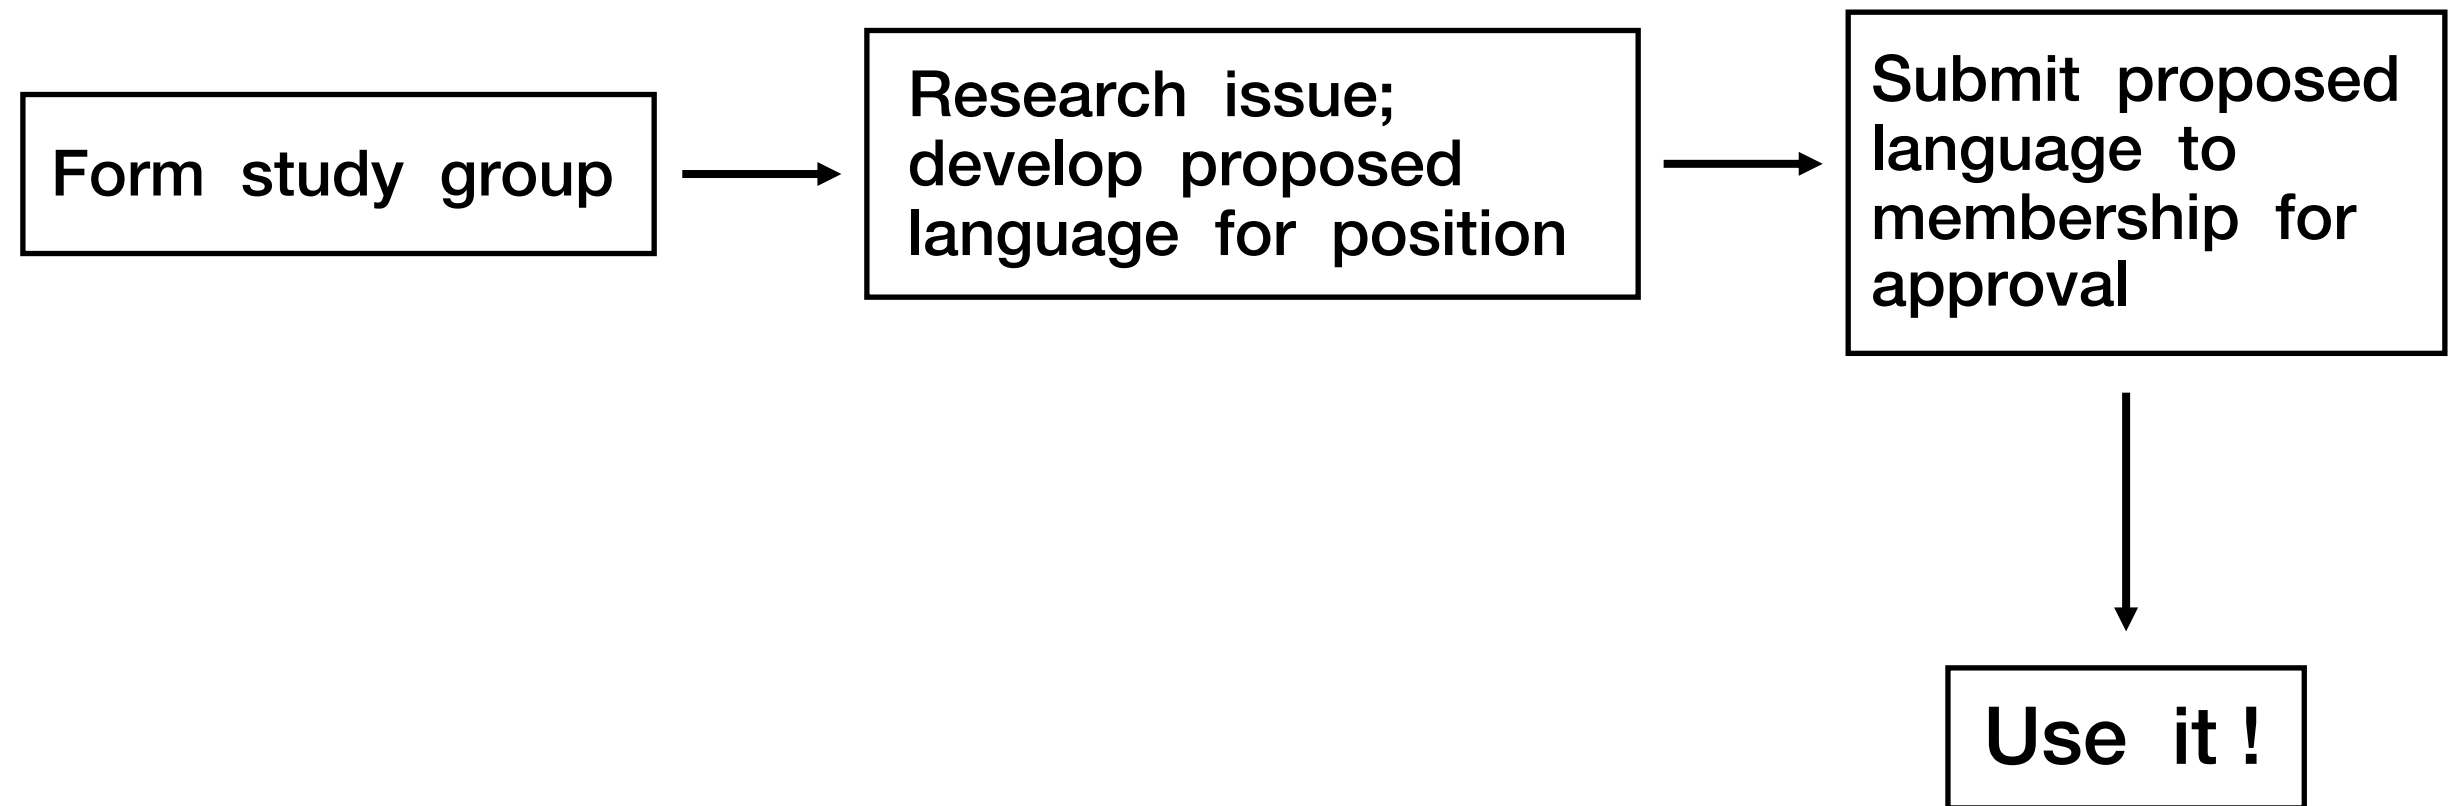 Form study group
Research issue;
develop proposed
language for position
Submit proposed
language to
membership for
approval
Use it !